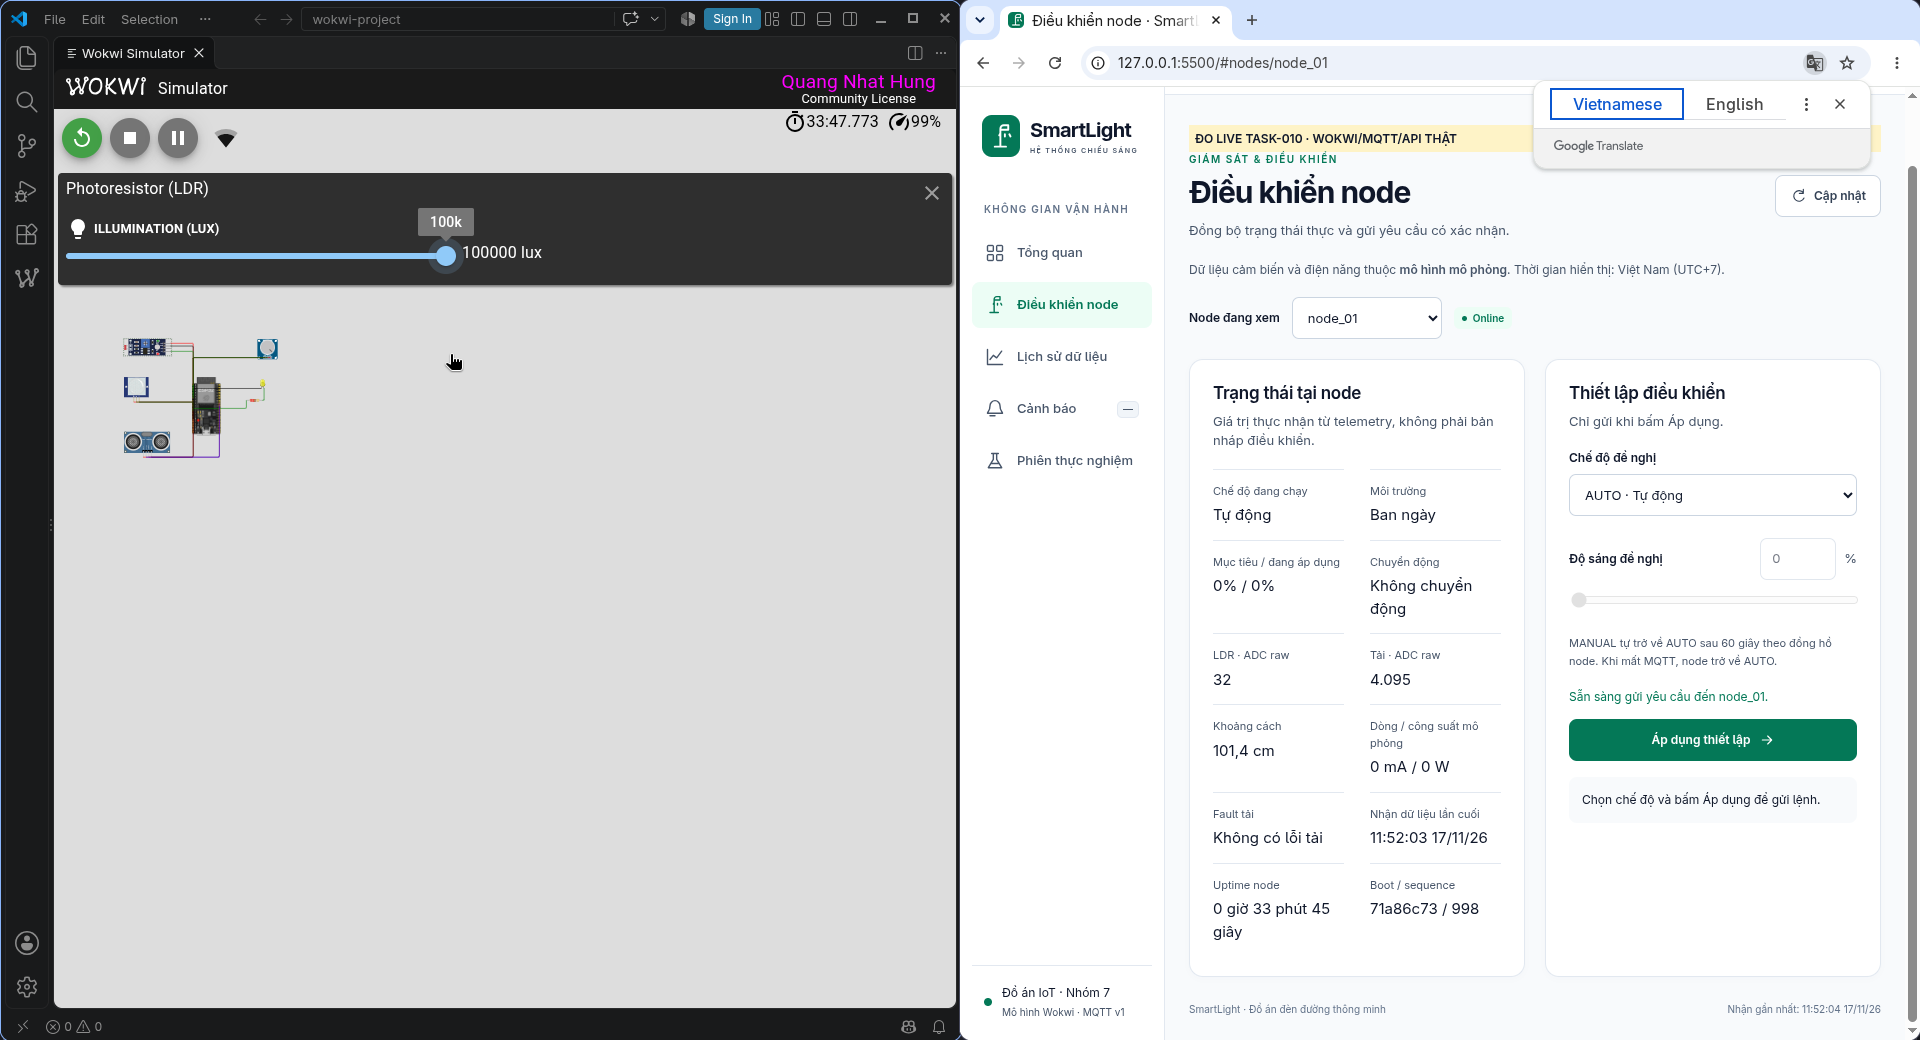 File Edit Selection ··· wokwi-project Sign In
Wokwi Simulator
WOKWI Simulator
Quang Nhat Hung
Community License
33:47.773 99%
Photoresistor (LDR)
ILLUMINATION (LUX)
100k
100000 lux
0 0
Điều khiển node · SmartL
127.0.0.1:5500/#nodes/node_01
Vietnamese English
Google Translate
SmartLight
HỆ THỐNG CHIẾU SÁNG
KHÔNG GIAN VẬN HÀNH
Tổng quan
Điều khiển node
Lịch sử dữ liệu
Cảnh báo —
Phiên thực nghiệm
Đồ án IoT · Nhóm 7
Mô hình Wokwi · MQTT v1
ĐO LIVE TASK-010 · WOKWI/MQTT/API THẬT
GIÁM SÁT & ĐIỀU KHIỂN
Điều khiển node
Cập nhật
Đồng bộ trạng thái thực và gửi yêu cầu có xác nhận.
Dữ liệu cảm biến và điện năng thuộc mô hình mô phỏng. Thời gian hiển thị: Việt Nam (UTC+7).
Node đang xem node_01 Online
Trạng thái tại node
Giá trị thực nhận từ telemetry, không phải bản
nháp điều khiển.
Chế độ đang chạy
Tự động
Môi trường
Ban ngày
Mục tiêu / đang áp dụng
0% / 0%
Chuyển động
Không chuyển
động
LDR · ADC raw
32
Tải · ADC raw
4.095
Khoảng cách
101,4 cm
Dòng / công suất mô
phỏng
0 mA / 0 W
Fault tải
Không có lỗi tải
Nhận dữ liệu lần cuối
11:52:03 17/11/26
Uptime node
0 giờ 33 phút 45
giây
Boot / sequence
71a86c73 / 998
Thiết lập điều khiển
Chỉ gửi khi bấm Áp dụng.
Chế độ đề nghị
AUTO · Tự động
Độ sáng đề nghị 0 %
MANUAL tự trở về AUTO sau 60 giây theo đồng hồ
node. Khi mất MQTT, node trở về AUTO.
Sẵn sàng gửi yêu cầu đến node_01.
Áp dụng thiết lập →
Chọn chế độ và bấm Áp dụng để gửi lệnh.
SmartLight · Đồ án đèn đường thông minh
Nhận gần nhất: 11:52:04 17/11/26